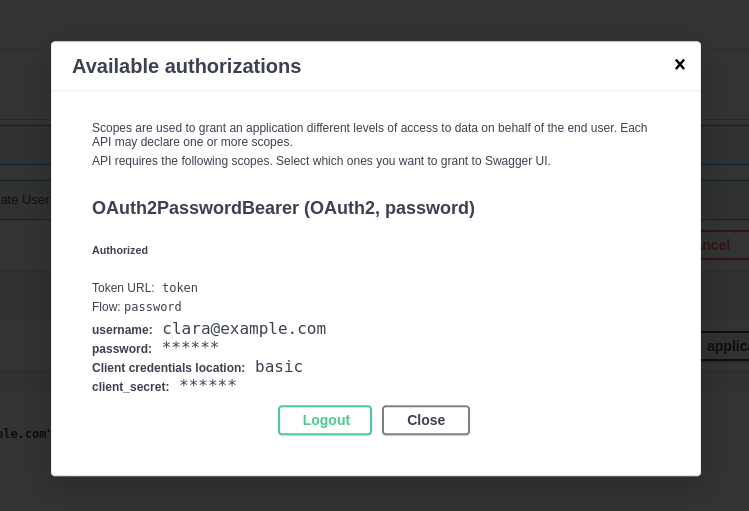 Available authorizations
Scopes are used to grant an application different levels of access to data on behalf of the end user. Each
API may declare one or more scopes.
API requires the following scopes. Select which ones you want to grant to Swagger UI.
ate User
OAuth2PasswordBearer (OAuth2, password)
Authorized
ncel
Token URL: token
Flow: password
username: clara@example.com
password: ******
applica
Client credentials location: basic
client_secret: ******
Logout Close
ple.com"